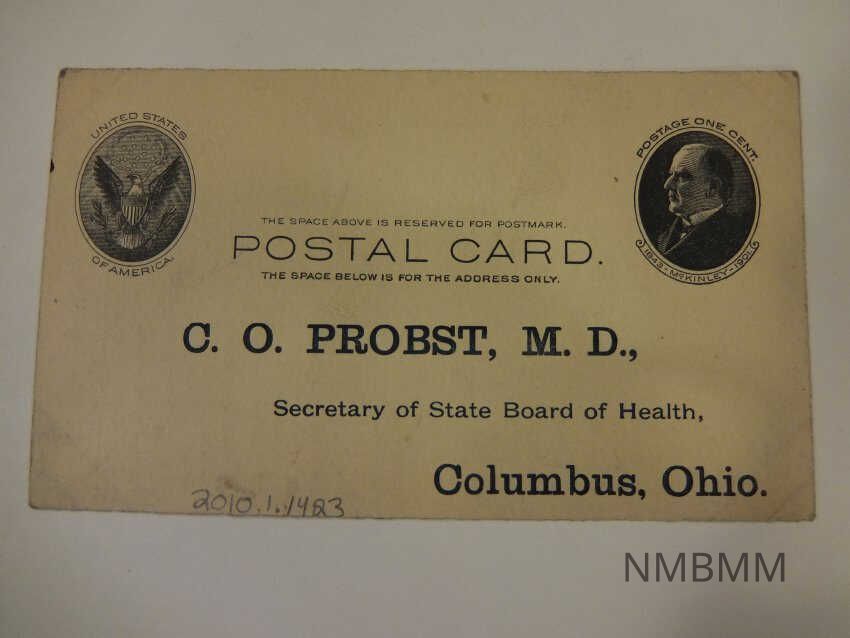 UNITED STATES
OF AMERICA.
POSTAGE ONE CENT.
1843-McKINLEY-1901
THE SPACE ABOVE IS RESERVED FOR POSTMARK.
POSTAL CARD.
THE SPACE BELOW IS FOR THE ADDRESS ONLY.
C. O. PROBST, M. D.,
Secretary of State Board of Health,
Columbus, Ohio.
2010.1.1423
NMBMM